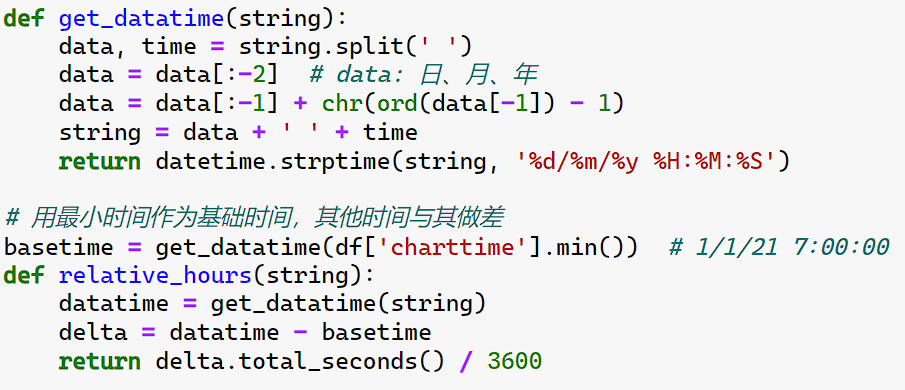 def get_datatime(string):
    data, time = string.split(' ')
    data = data[:-2]  # data: 日、月、年
    data = data[:-1] + chr(ord(data[-1]) - 1)
    string = data + ' ' + time
    return datetime.strptime(string, '%d/%m/%y %H:%M:%S')

# 用最小时间作为基础时间，其他时间与其做差
basetime = get_datatime(df['charttime'].min())  # 1/1/21 7:00:00
def relative_hours(string):
    datatime = get_datatime(string)
    delta = datatime - basetime
    return delta.total_seconds() / 3600